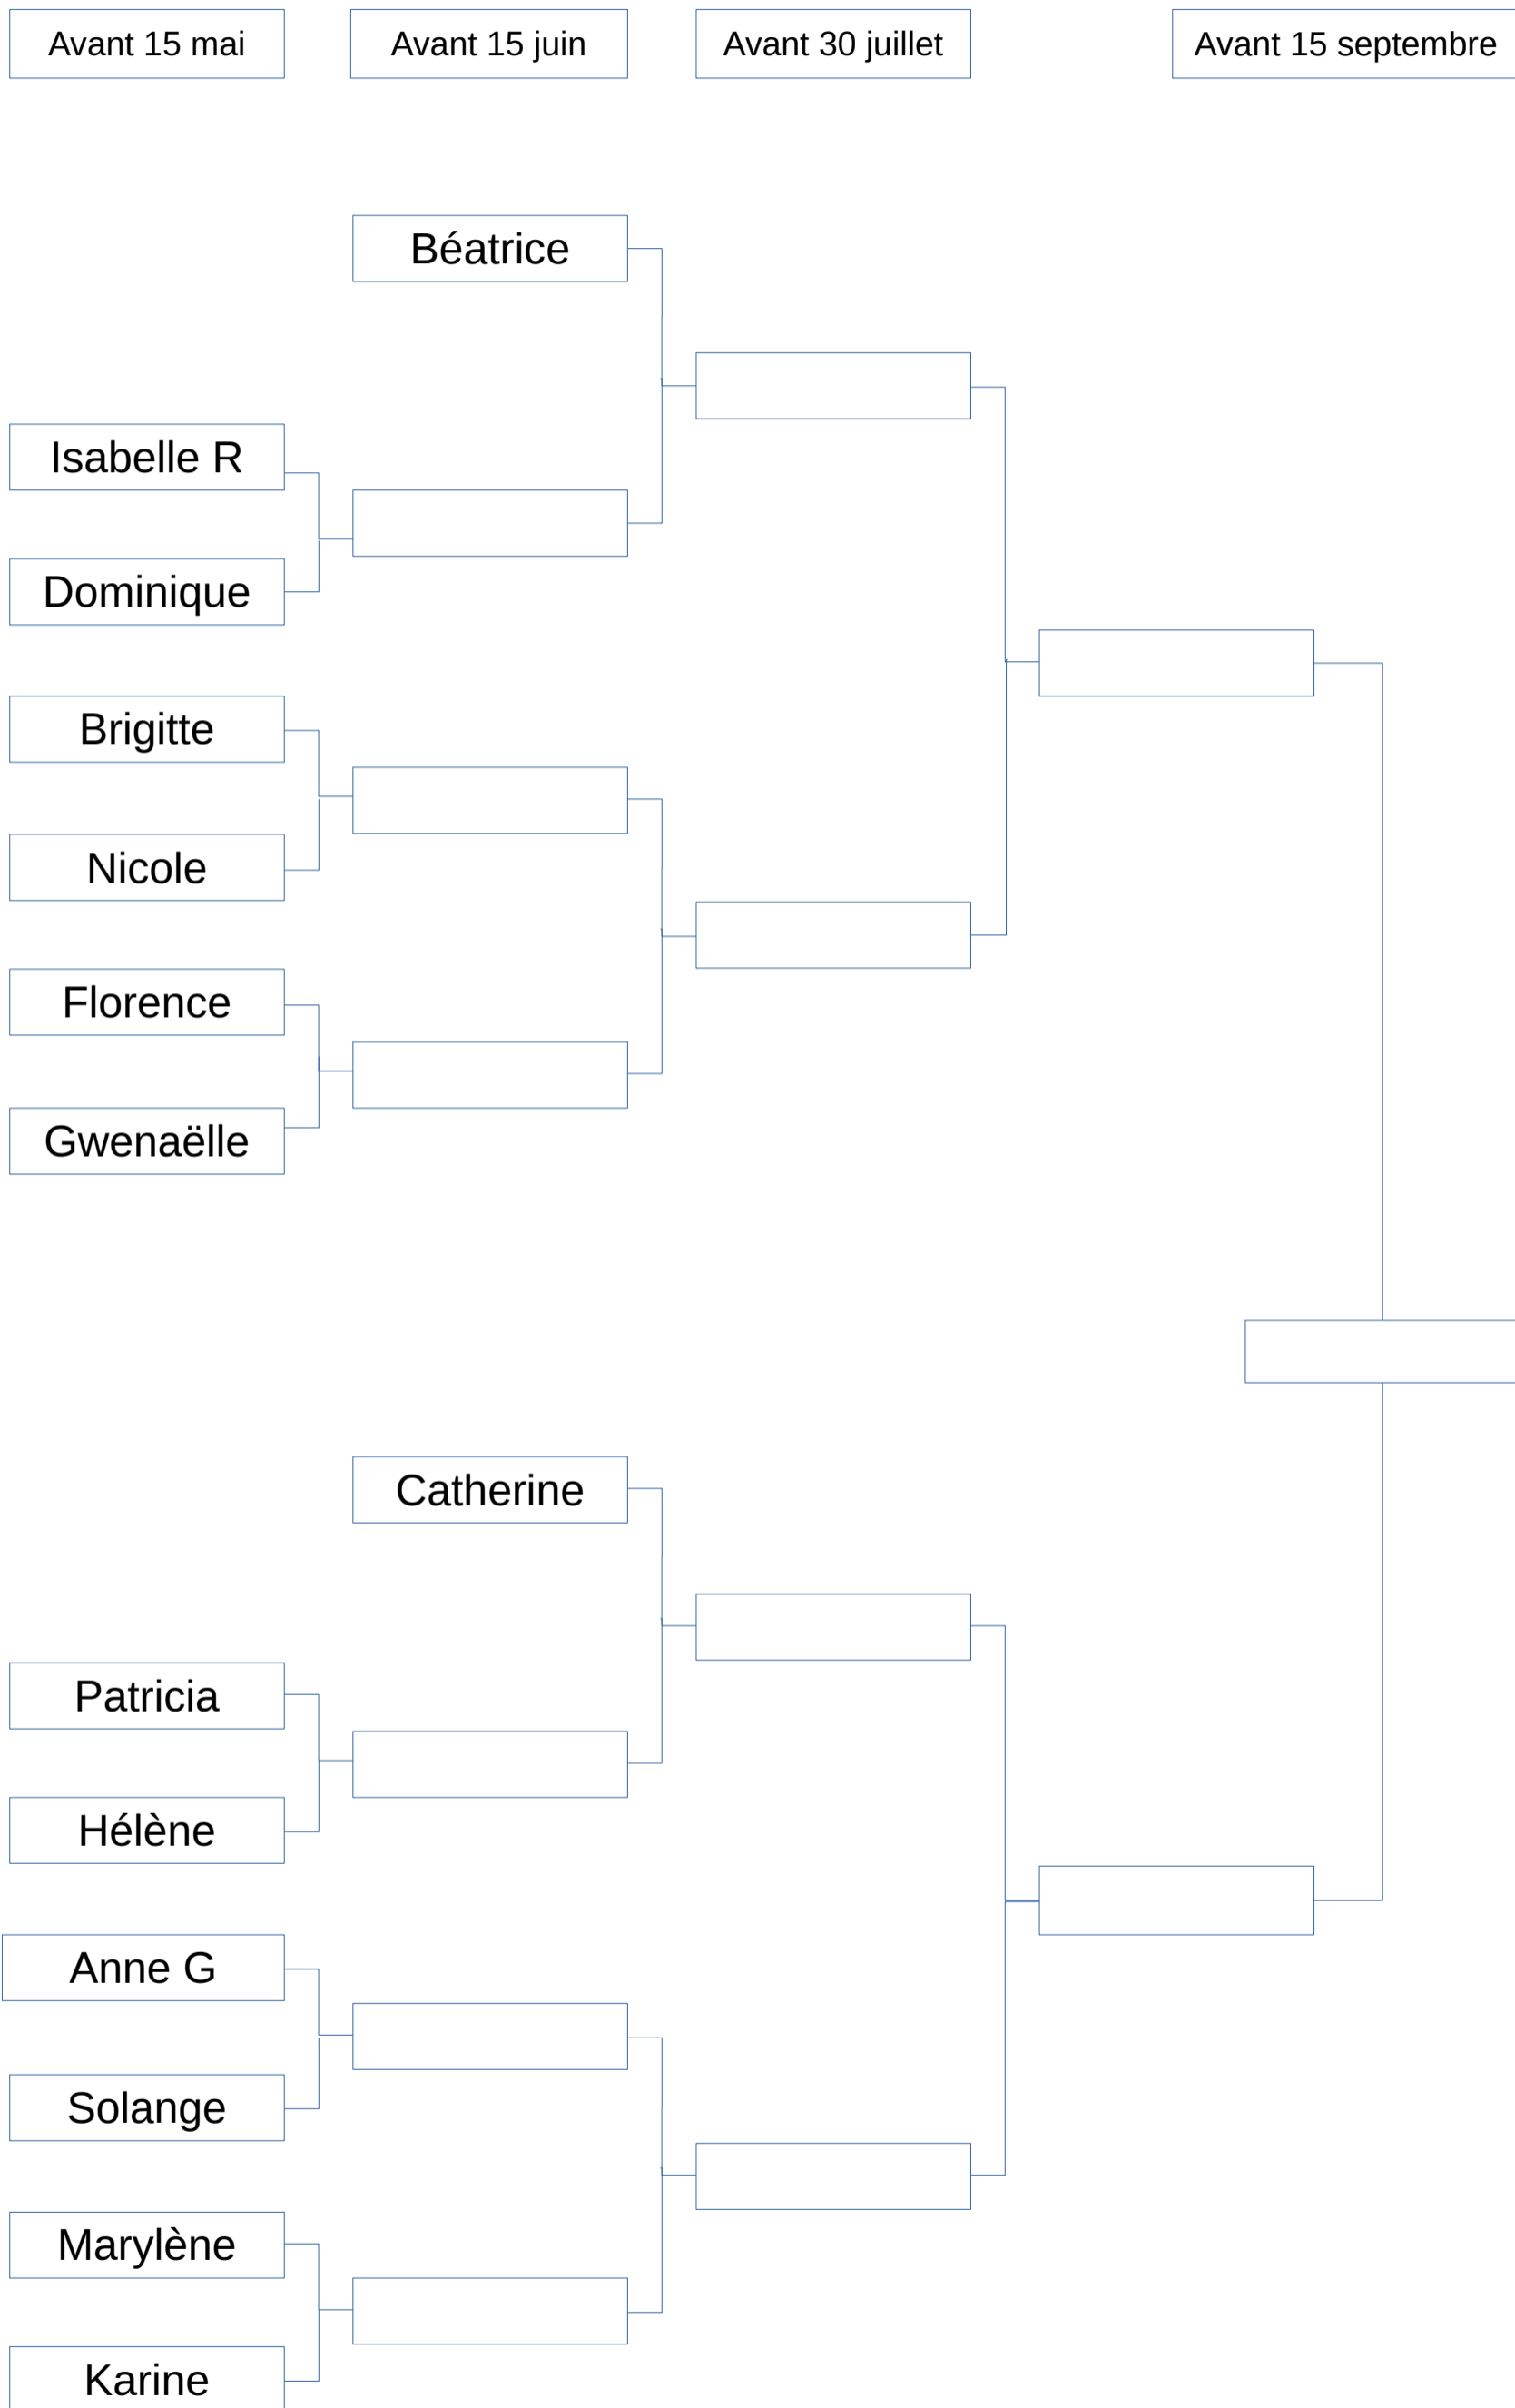 Avant 15 mai
Avant 15 juin
Avant 30 juillet
Avant 15 septembre
Béatrice
Isabelle R
Dominique
Brigitte
Nicole
Florence
Gwenaëlle
Catherine
Patricia
Hélène
Anne G
Solange
Marylène
Karine